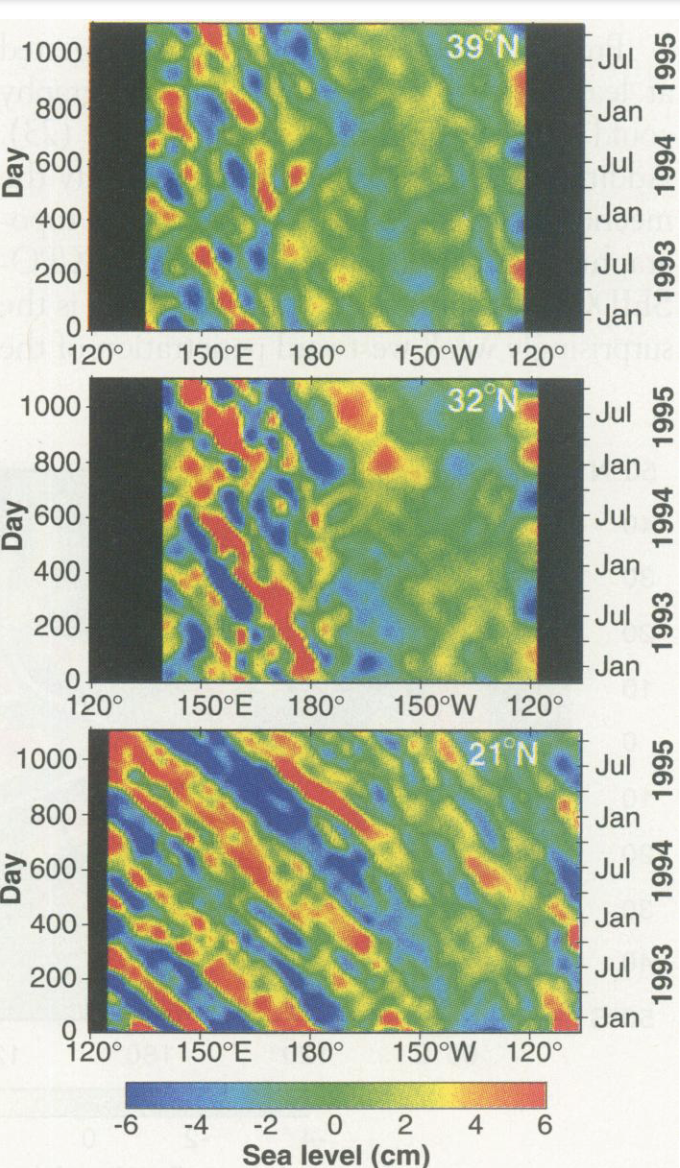 39°N
1000
800
600
400
200
0
Day
Jul
Jan
Jul
Jan
Jul
Jan
1995
1994
1993
120° 150°E 180° 150°W 120°
32°N
1000
800
600
400
200
0
Day
Jul
Jan
Jul
Jan
Jul
Jan
1995
1994
1993
120° 150°E 180° 150°W 120°
21°N
1000
800
600
400
200
0
Day
Jul
Jan
Jul
Jan
Jul
Jan
1995
1994
1993
120° 150°E 180° 150°W 120°
-6 -4 -2 0 2 4 6
Sea level (cm)